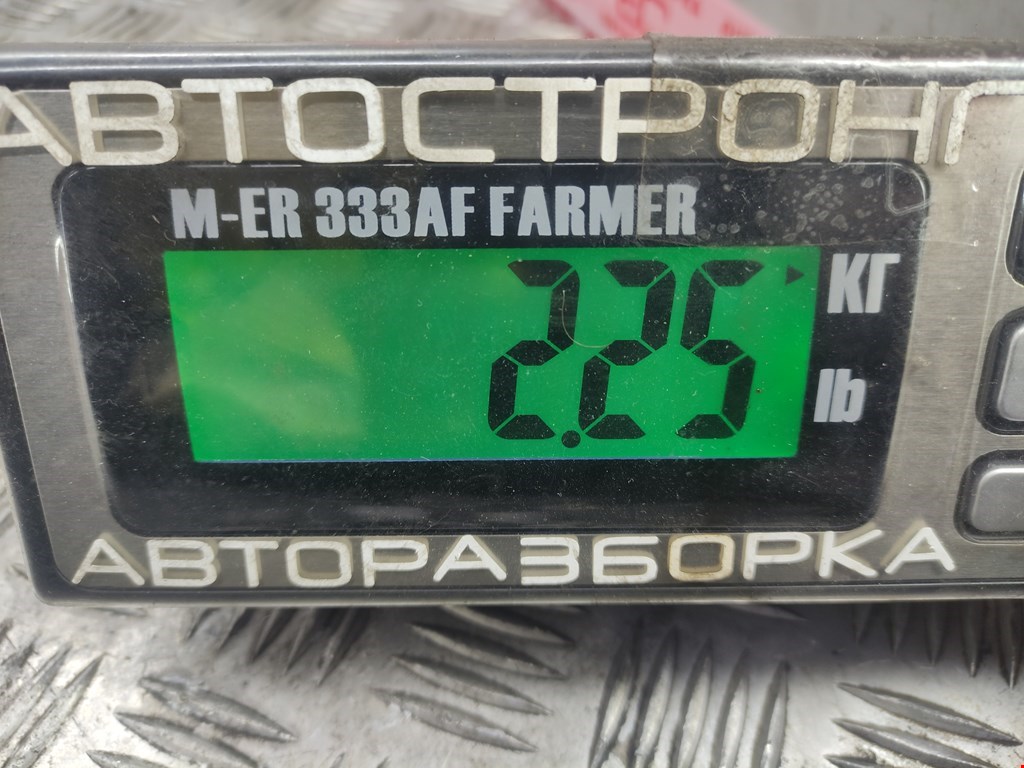 АВТОСТРОНГ
M-ER 333AF FARMER
2.25
КГ
lb
АВТОРАЗБОРКА